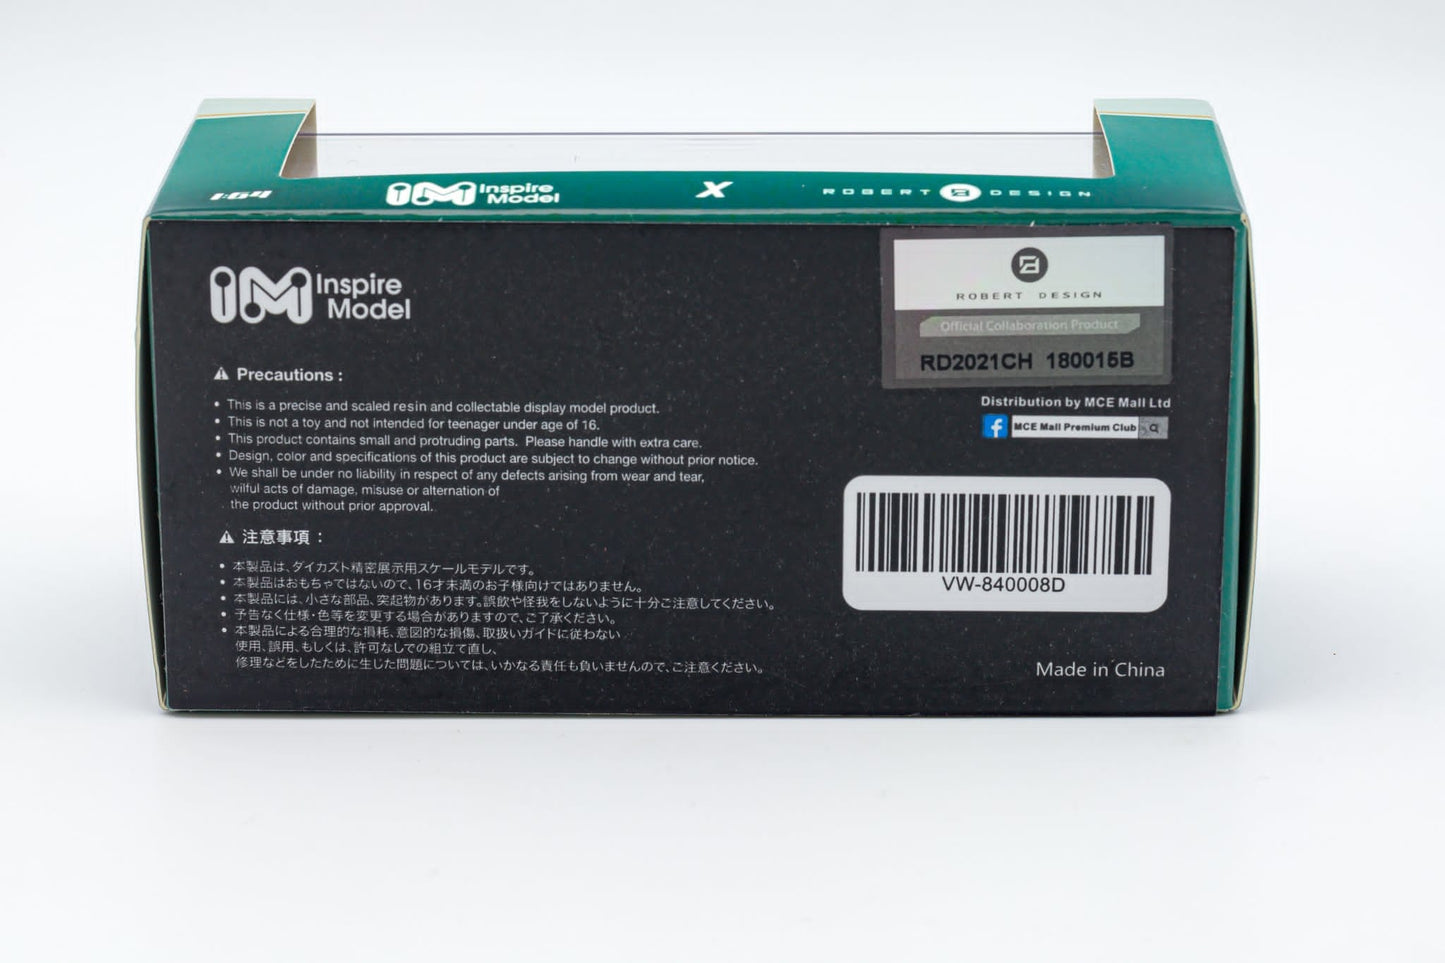 1:64
Inspire
Model
X
ROBERT DESIGN
Inspire
Model
ROBERT DESIGN
Official Collaboration Product
RD2021CH 180015B
Distribution by MCE Mall Ltd
MCE Mall Premium Club
Precautions :
• This is a precise and scaled resin and collectable display model product.
• This is not a toy and not intended for teenager under age of 16.
• This product contains small and protruding parts. Please handle with extra care.
• Design, color and specifications of this product are subject to change without prior notice.
• We shall be under no liability in respect of any defects arising from wear and tear,
wilful acts of damage, misuse or alternation of
the product without prior approval.
注意事項：
• 本製品は、ダイカスト精密展示用スケールモデルです。
• 本製品はおもちゃではないので、16才未満のお子様向けではありません。
• 本製品には、小さな部品、突起物があります。誤飲や怪我をしないように十分ご注意してください。
• 予告なく仕様・色等を変更する場合がありますので、ご了承ください。
• 本製品による合理的な損耗、意図的な損傷、取扱いガイドに従わない
使用、誤用、もしくは、許可なしでの組立て直し、
修理などをしたために生じた問題については、いかなる責任も負いませんので、ご注意ください。
VW-840008D
Made in China